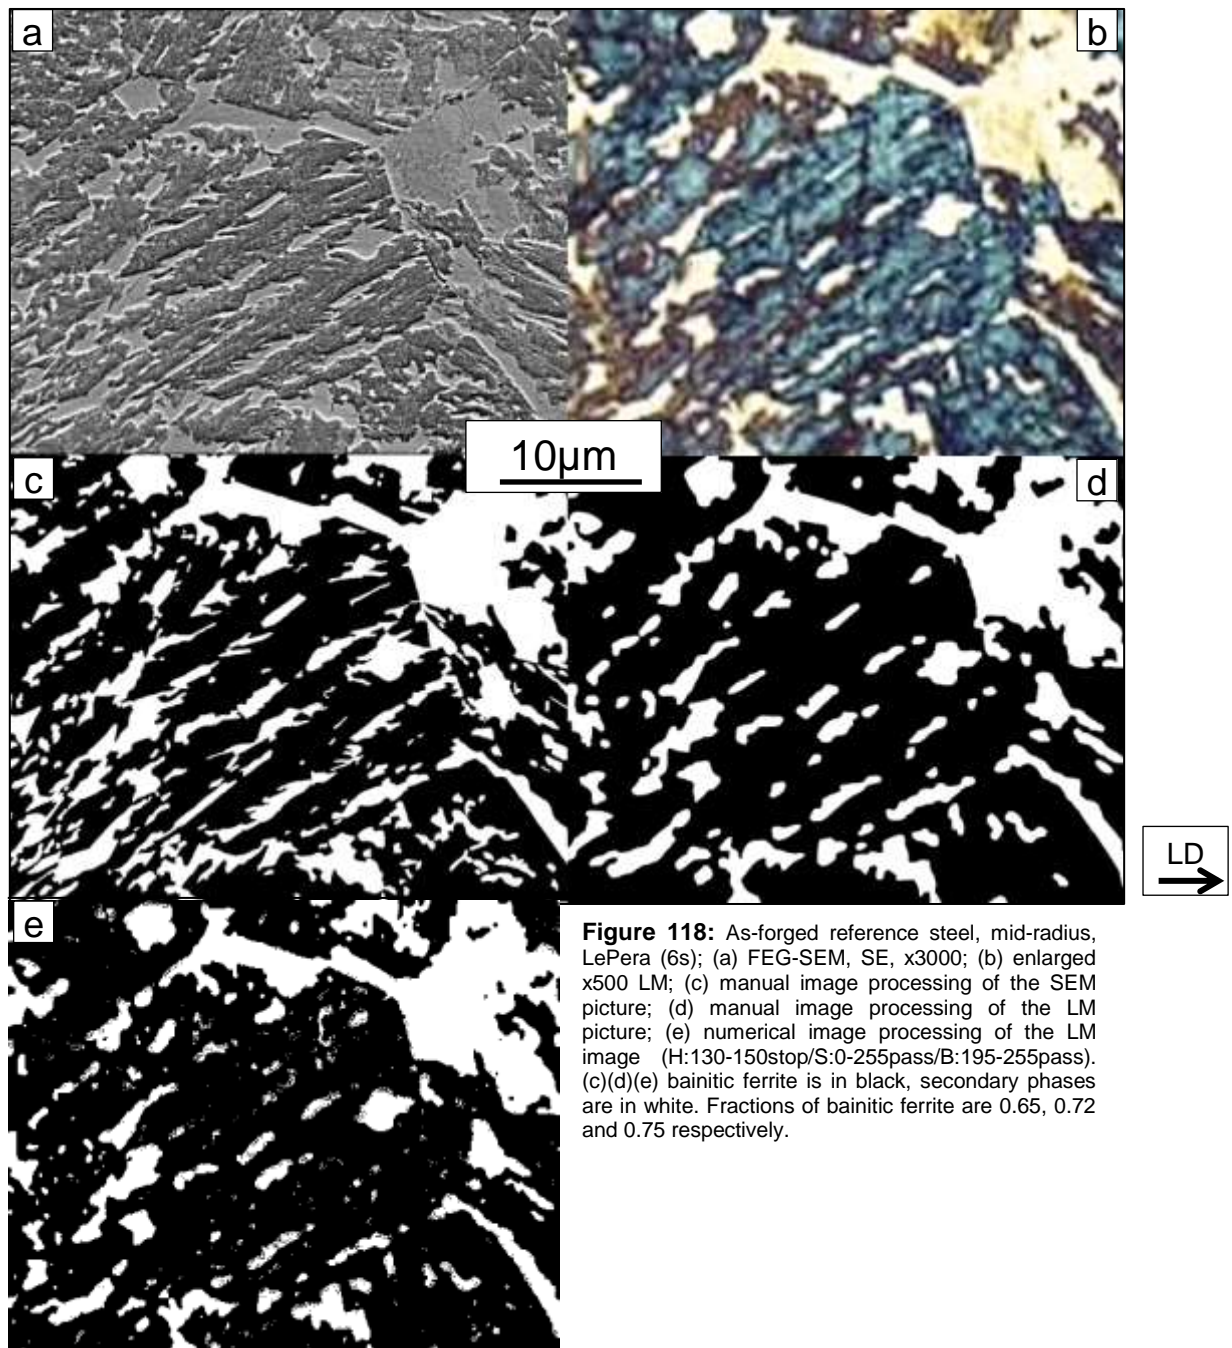 a
b
10µm
c
d
LD
e
Figure 118: As-forged reference steel, mid-radius,
LePera (6s); (a) FEG-SEM, SE, x3000; (b) enlarged
x500 LM; (c) manual image processing of the SEM
picture; (d) manual image processing of the LM
picture; (e) numerical image processing of the LM
image (H:130-150stop/S:0-255pass/B:195-255pass).
(c)(d)(e) bainitic ferrite is in black, secondary phases
are in white. Fractions of bainitic ferrite are 0.65, 0.72
and 0.75 respectively.